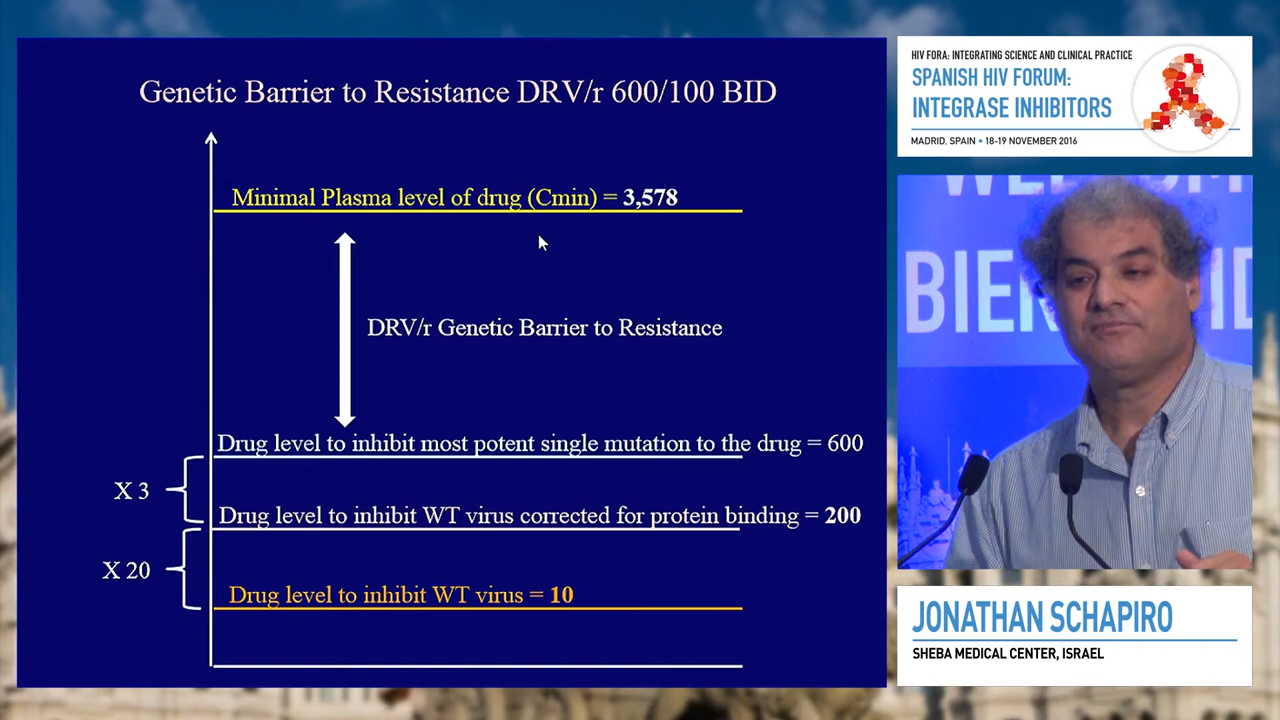 Genetic Barrier to Resistance DRV/r 600/100 BID
Minimal Plasma level of drug (Cmin) = 3,578
DRV/r Genetic Barrier to Resistance
Drug level to inhibit most potent single mutation to the drug = 600
X 3
Drug level to inhibit WT virus corrected for protein binding = 200
X 20
Drug level to inhibit WT virus = 10
HIV FORA: INTEGRATING SCIENCE AND CLINICAL PRACTICE
SPANISH HIV FORUM:
INTEGRASE INHIBITORS
MADRID, SPAIN • 18-19 NOVEMBER 2016
JONATHAN SCHAPIRO
SHEBA MEDICAL CENTER, ISRAEL